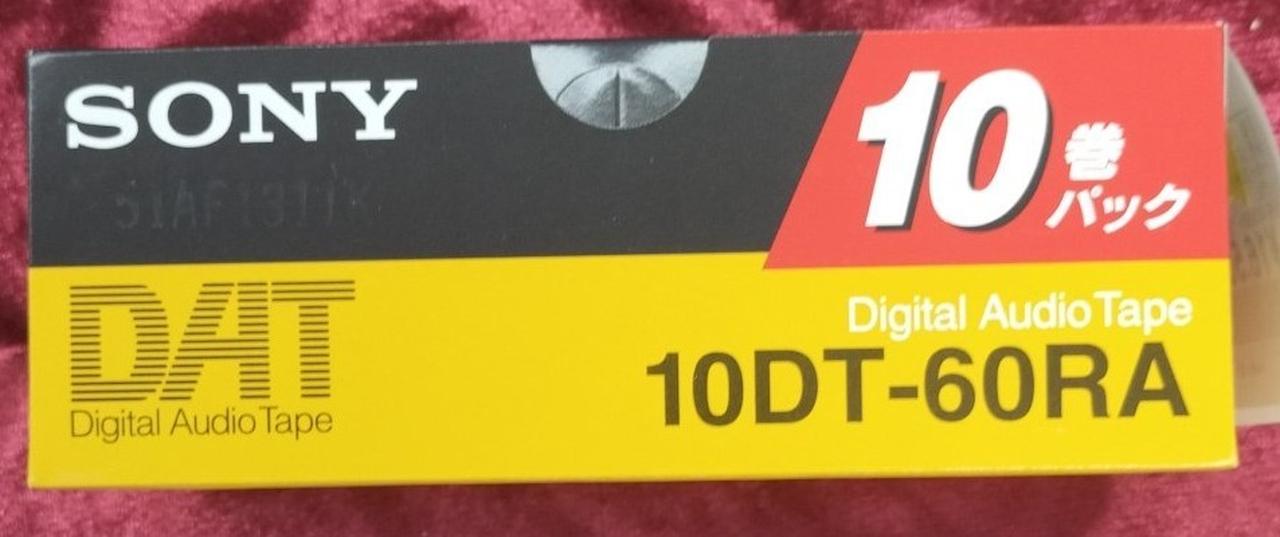 SONY
10
巻
パック
DAT
Digital Audio Tape
Digital Audio Tape
10DT-60RA